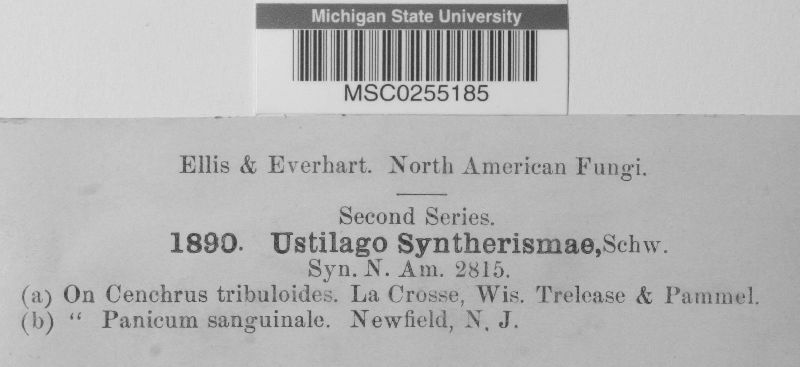 Michigan State University
MSC0255185
Ellis & Everhart. North American Fungi.
Second Series.
1890. Ustilago Syntherismae, Schw.
Syn. N. Am. 2815.
(a) On Cenchrus tribuloides. La Crosse, Wis. Trelease & Pammel.
(b) “ Panicum sanguinale. Newfield, N. J.